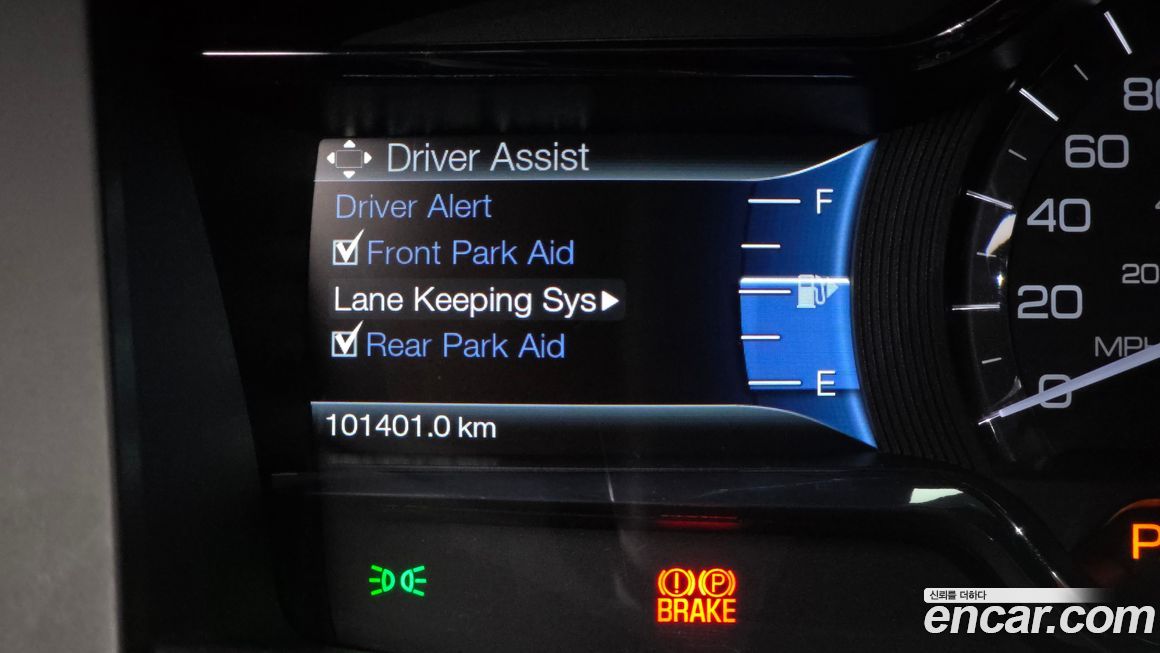 Driver Assist
Driver Alert
Front Park Aid
Lane Keeping Sys
Rear Park Aid
101401.0 km
F
E
80
60
40
20
0
20
MPH
P
BRAKE
P
신뢰를 더하다
encar.com